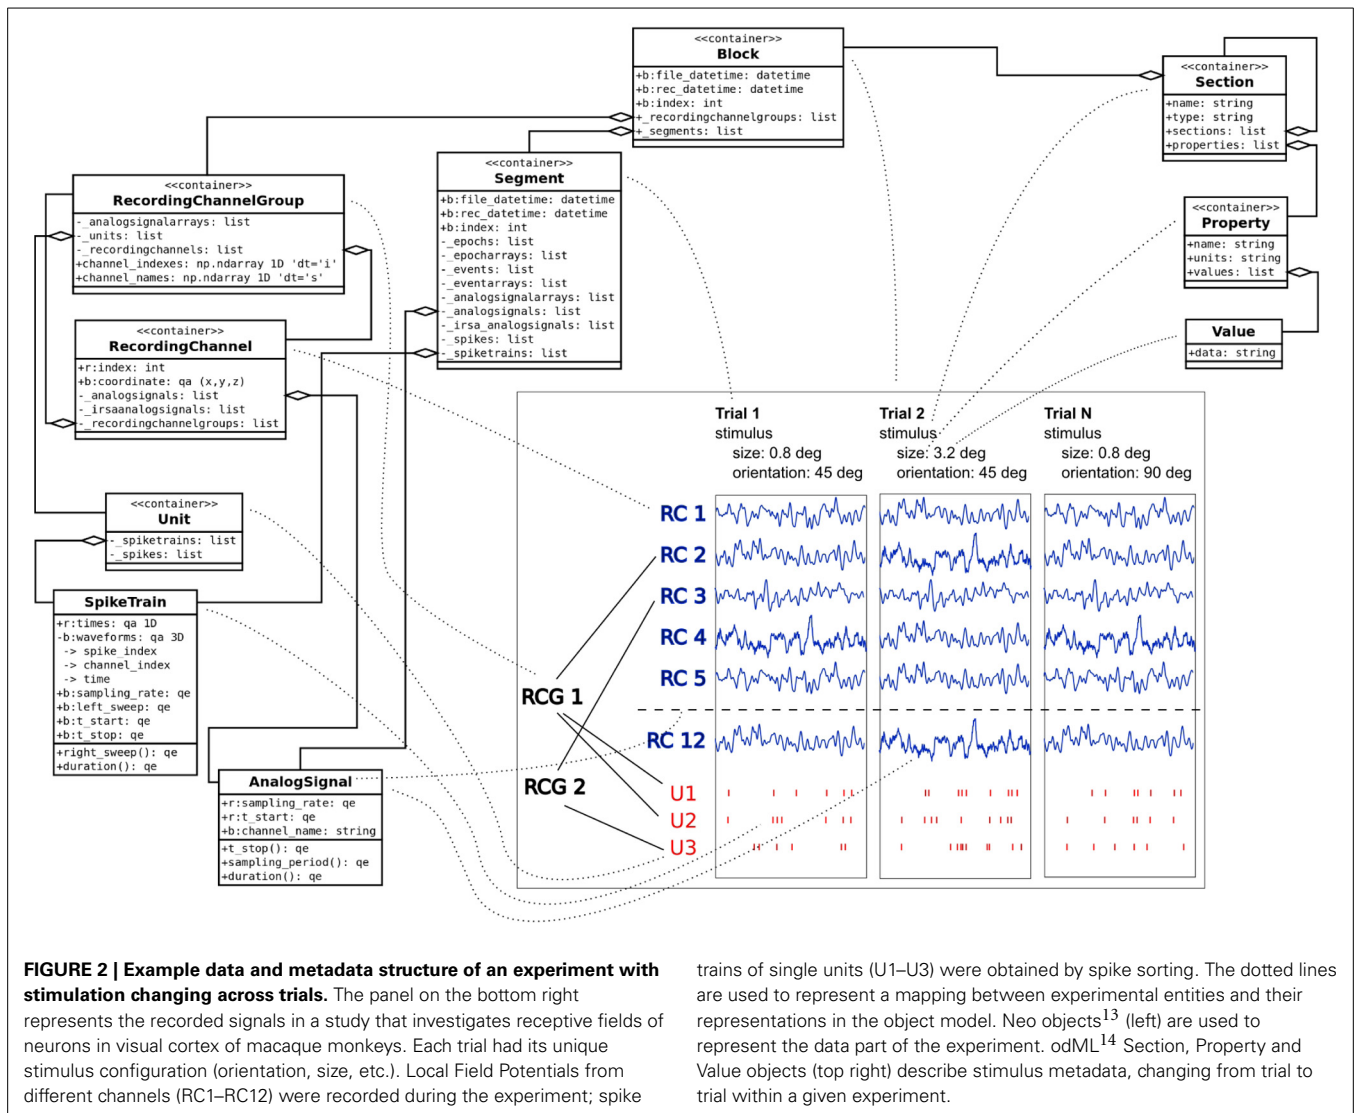 <<container>>
Block
+b:file_datetime: datetime
+b:rec_datetime: datetime
+b:index: int
+_recordingchannelgroups: list
+_segments: list
<<container>>
Section
+name: string
+type: string
+sections: list
+properties: list
<<container>>
RecordingChannelGroup
-_analogsignalarrays: list
-_units: list
-_recordingchannels: list
+channel_indexes: np.ndarray 1D 'dt='i'
+channel_names: np.ndarray 1D 'dt='s'
<<container>>
Segment
+b:file_datetime: datetime
+b:rec_datetime: datetime
+b:index: int
-_epochs: list
-_epocharrays: list
-_events: list
-_eventarrays: list
-_analogsignalarrays: list
-_analogsignals: list
-_irsa_analogsignals: list
-_spikes: list
-_spiketrains: list
<<container>>
Property
+name: string
+units: string
+values: list
Value
+data: string
<<container>>
RecordingChannel
+r:index: int
+b:coordinate: qa (x,y,z)
-_analogsignals: list
-_irsaanalogsignals: list
-_recordingchannelgroups: list
<<container>>
Unit
-_spiketrains: list
-_spikes: list
SpikeTrain
+r:times: qa 1D
-b:waveforms: qa 3D
-> spike_index
-> channel_index
-> time
+b:sampling_rate: qe
+b:left_sweep: qe
+b:t_start: qe
+b:t_stop: qe
+right_sweep(): qe
+duration(): qe
AnalogSignal
+r:sampling_rate: qe
+r:t_start: qe
+b:channel_name: string
+t_stop(): qe
+sampling_period(): qe
+duration(): qe
Trial 1
stimulus
size: 0.8 deg
orientation: 45 deg
Trial 2
stimulus
size: 3.2 deg
orientation: 45 deg
Trial N
stimulus
size: 0.8 deg
orientation: 90 deg
RC 1
RC 2
RC 3
RC 4
RC 5
RC 12
RCG 1
RCG 2
U1
U2
U3
FIGURE 2 | Example data and metadata structure of an experiment with
stimulation changing across trials. The panel on the bottom right
represents the recorded signals in a study that investigates receptive fields of
neurons in visual cortex of macaque monkeys. Each trial had its unique
stimulus configuration (orientation, size, etc.). Local Field Potentials from
different channels (RC1–RC12) were recorded during the experiment; spike
trains of single units (U1–U3) were obtained by spike sorting. The dotted lines
are used to represent a mapping between experimental entities and their
representations in the object model. Neo objects13 (left) are used to
represent the data part of the experiment. odML14 Section, Property and
Value objects (top right) describe stimulus metadata, changing from trial to
trial within a given experiment.